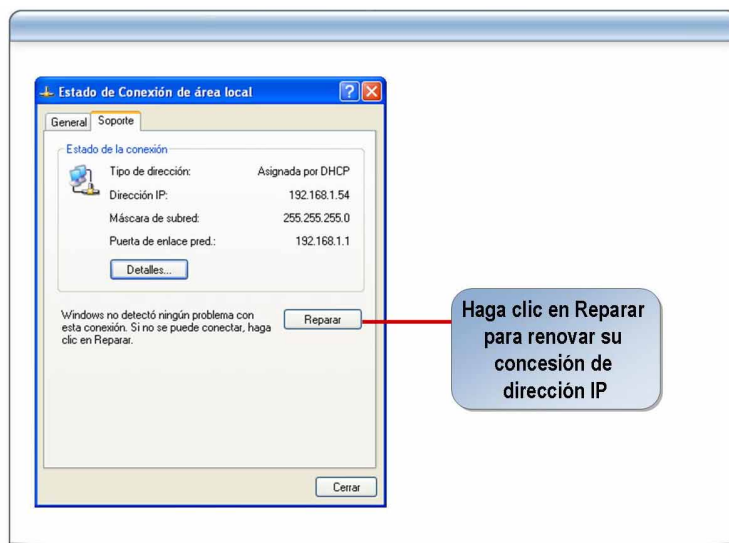 Estado de Conexión de área local
General
Soporte
Estado de la conexión
Tipo de dirección: Asignada por DHCP
Dirección IP: 192.168.1.54
Máscara de subred: 255.255.255.0
Puerta de enlace pred.: 192.168.1.1
Detalles...
Windows no detectó ningún problema con
esta conexión. Si no se puede conectar, haga
clic en Reparar.
Reparar
Haga clic en Reparar
para renovar su
concesión de
dirección IP
Cerrar